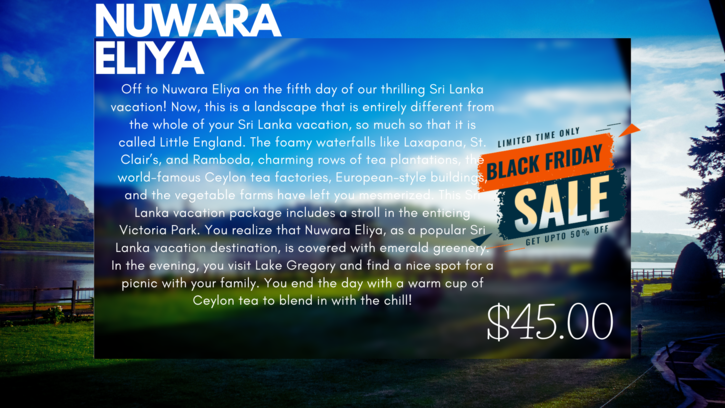 NUWARA
ELIYA
Off to Nuwara Eliya on the fifth day of our thrilling Sri Lanka
vacation! Now, this is a landscape that is entirely different from
the whole of your Sri Lanka vacation, so much so that it is
called Little England. The foamy waterfalls like Laxapana, St.
Clair's, and Ramboda, charming rows of tea plantations, the
world-famous Ceylon tea factories, European-style buildings,
and the vegetable farms have left you mesmerized. This Sri
Lanka vacation package includes a stroll in the enticing
Victoria Park. You realize that Nuwara Eliya, as a popular Sri
Lanka vacation destination, is covered with emerald greenery.
In the evening, you visit Lake Gregory and find a nice spot for a
picnic with your family. You end the day with a warm cup of
Ceylon tea to blend in with the chill!
LIMITED TIME ONLY
BLACK FRIDAY
SALE
GET UPTO 50% OFF
$45.00